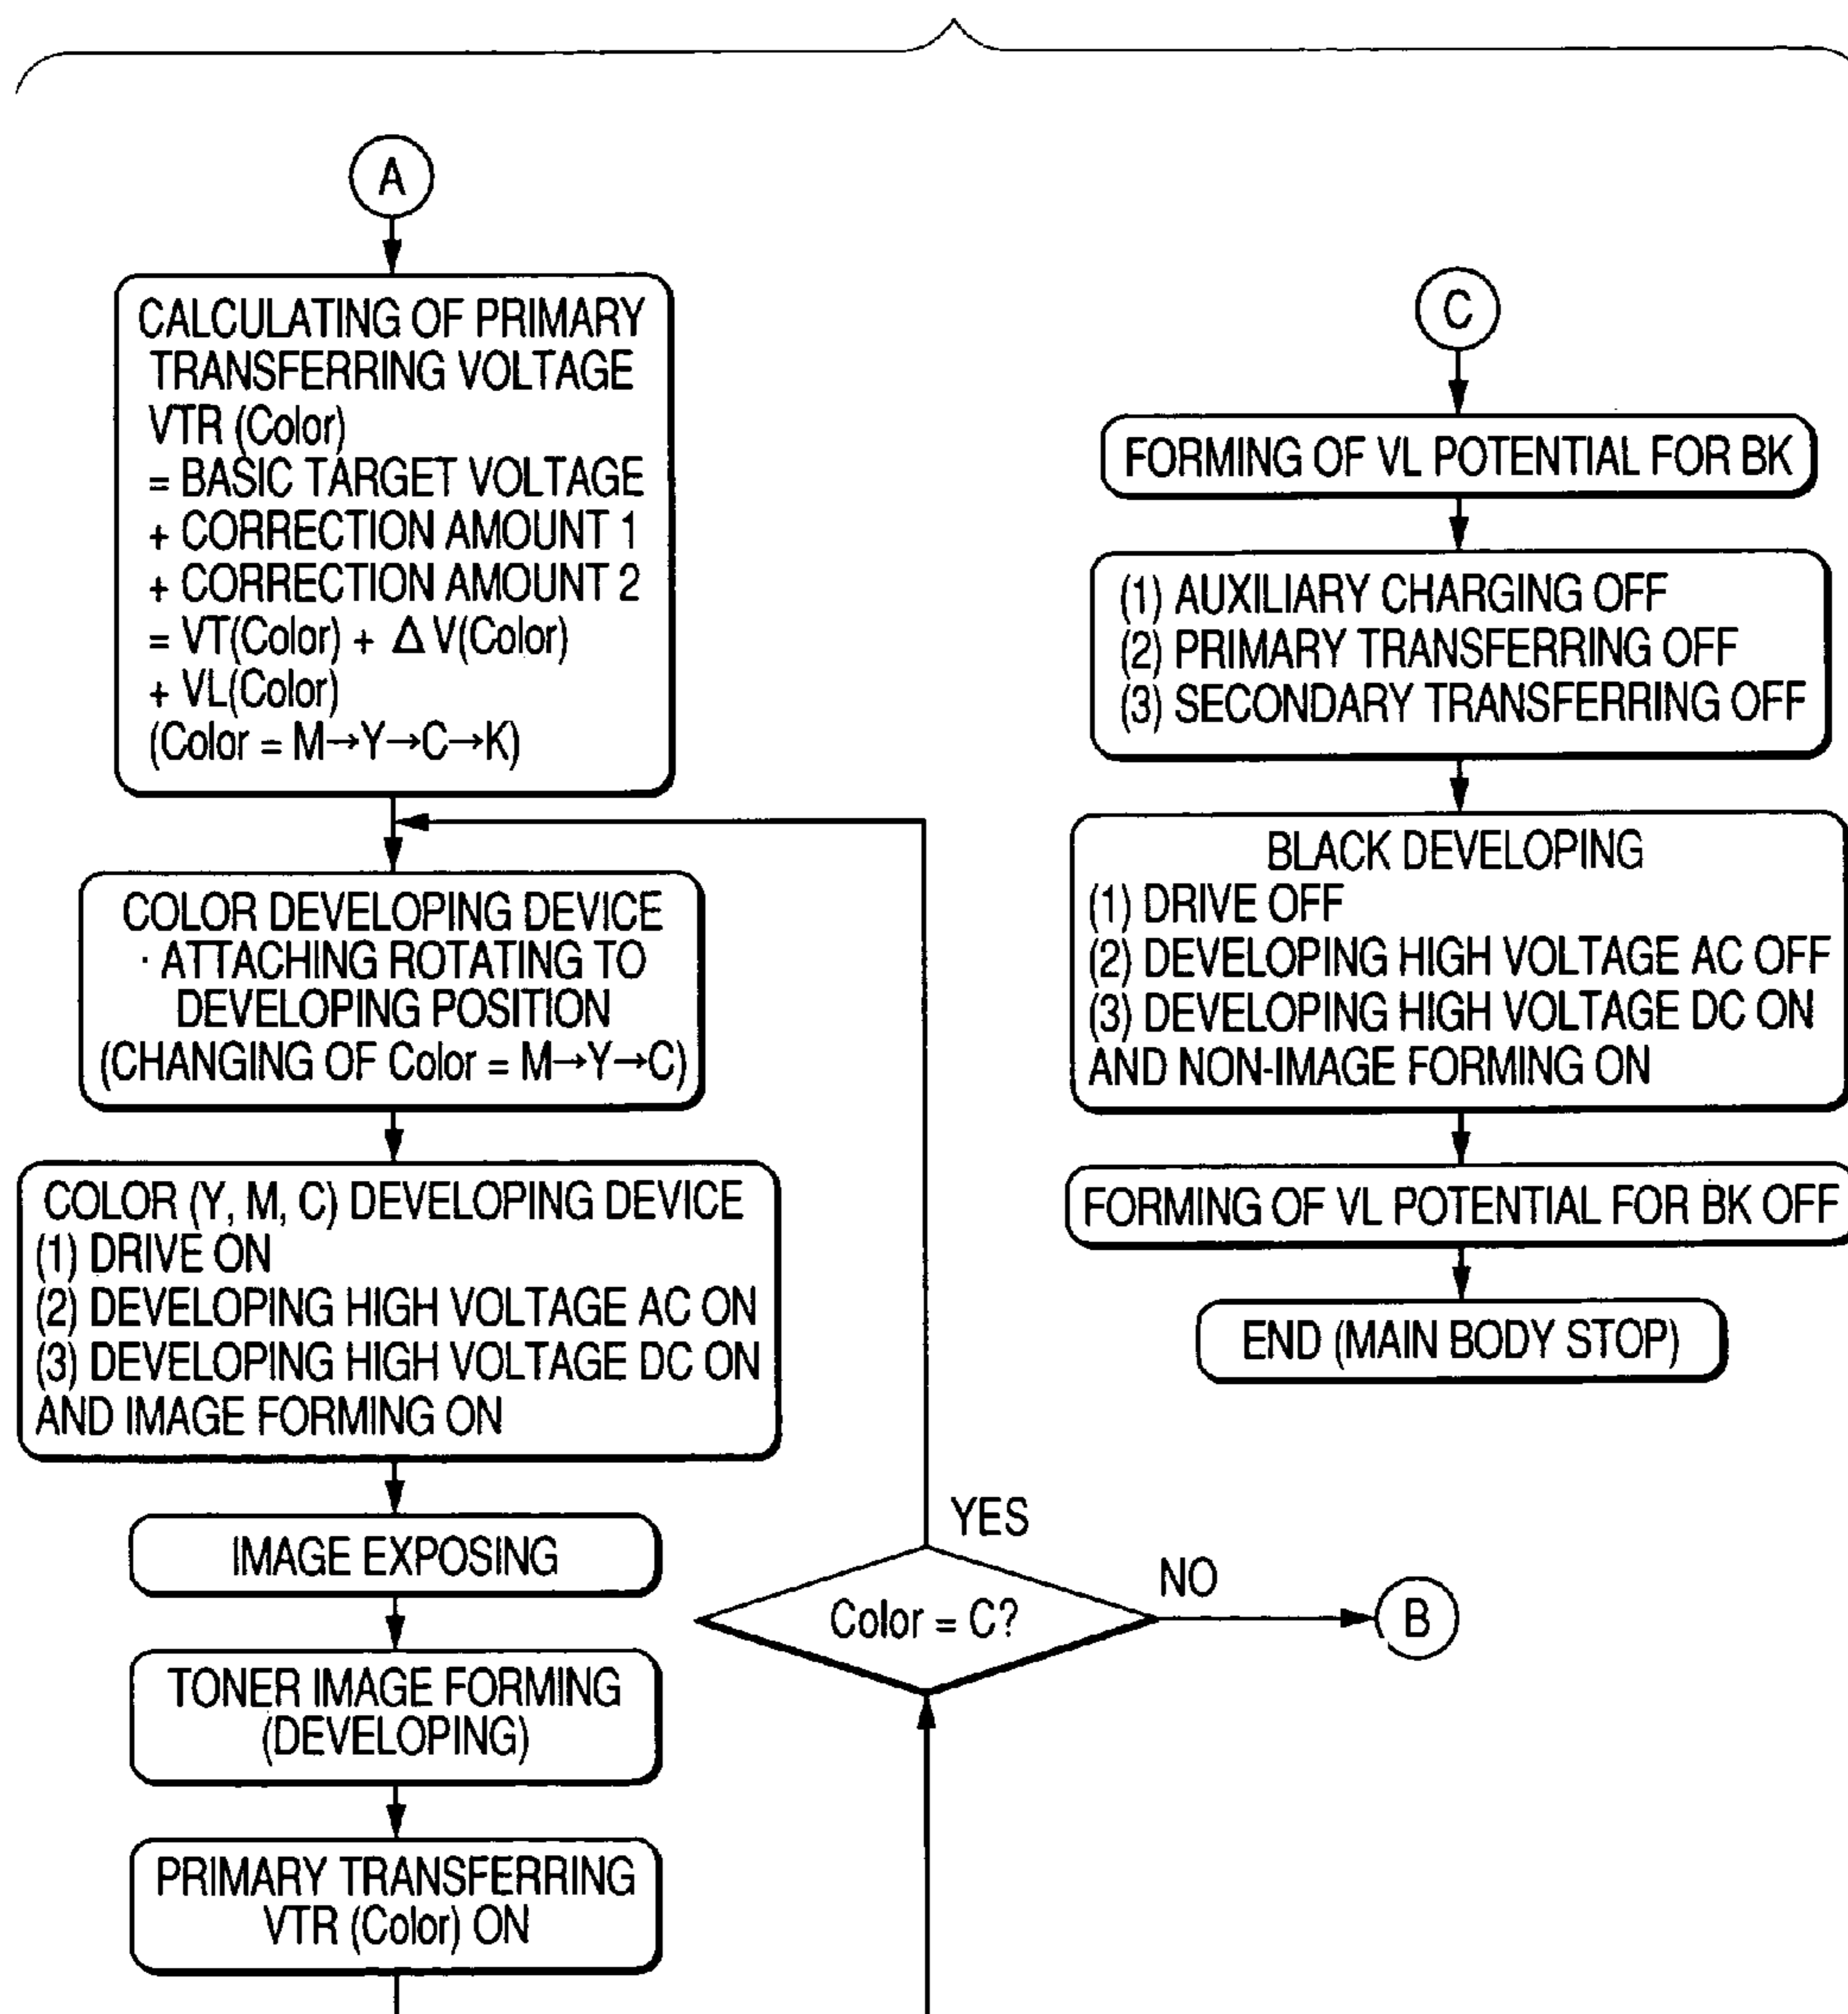 A
CALCULATING OF PRIMARY
TRANSFERRING VOLTAGE
VTR (Color)
= BASIC TARGET VOLTAGE
+ CORRECTION AMOUNT 1
+ CORRECTION AMOUNT 2
= VT(Color) + Δ V(Color)
+ VL(Color)
(Color = M→Y→C→K)
COLOR DEVELOPING DEVICE
· ATTACHING ROTATING TO
DEVELOPING POSITION
(CHANGING OF Color = M→Y→C)
COLOR (Y, M, C) DEVELOPING DEVICE
(1) DRIVE ON
(2) DEVELOPING HIGH VOLTAGE AC ON
(3) DEVELOPING HIGH VOLTAGE DC ON
AND IMAGE FORMING ON
IMAGE EXPOSING
TONER IMAGE FORMING
(DEVELOPING)
PRIMARY TRANSFERRING
VTR (Color) ON
YES
Color = C?
NO
B
C
FORMING OF VL POTENTIAL FOR BK
(1) AUXILIARY CHARGING OFF
(2) PRIMARY TRANSFERRING OFF
(3) SECONDARY TRANSFERRING OFF
BLACK DEVELOPING
(1) DRIVE OFF
(2) DEVELOPING HIGH VOLTAGE AC OFF
(3) DEVELOPING HIGH VOLTAGE DC ON
AND NON-IMAGE FORMING ON
FORMING OF VL POTENTIAL FOR BK OFF
END (MAIN BODY STOP)